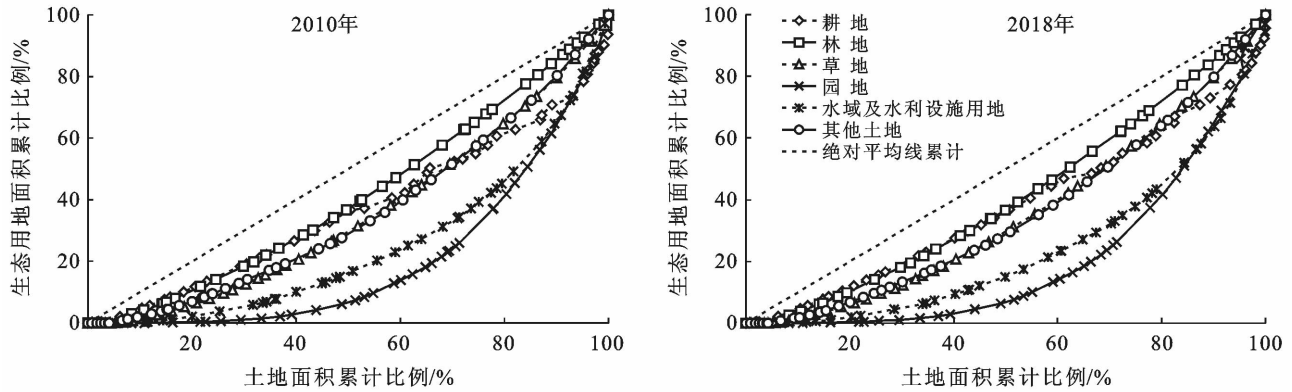 2010年
生态用地面积累计比例/%
100
80
60
40
20
0
20 40 60 80 100
土地面积累计比例/%
2018年
耕地
林地
草地
园地
水域及水利设施用地
其他土地
绝对平均线累计
生态用地面积累计比例/%
100
80
60
40
20
0
20 40 60 80 100
土地面积累计比例/%